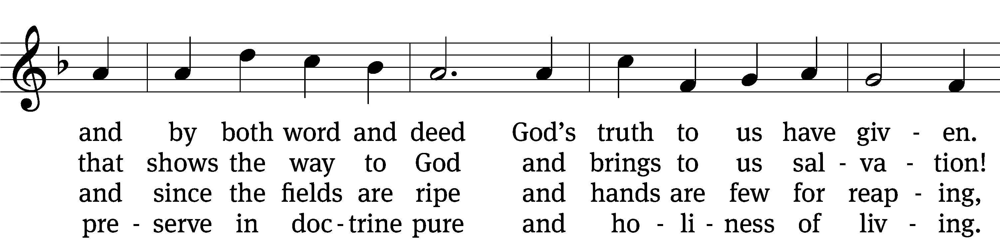 and by both word and deed God’s truth to us have giv - en.
that shows the way to God and brings to us sal - va - tion!
and since the fields are ripe and hands are few for reap - ing,
pre - serve in doc - trine pure and ho - li - ness of liv - ing.